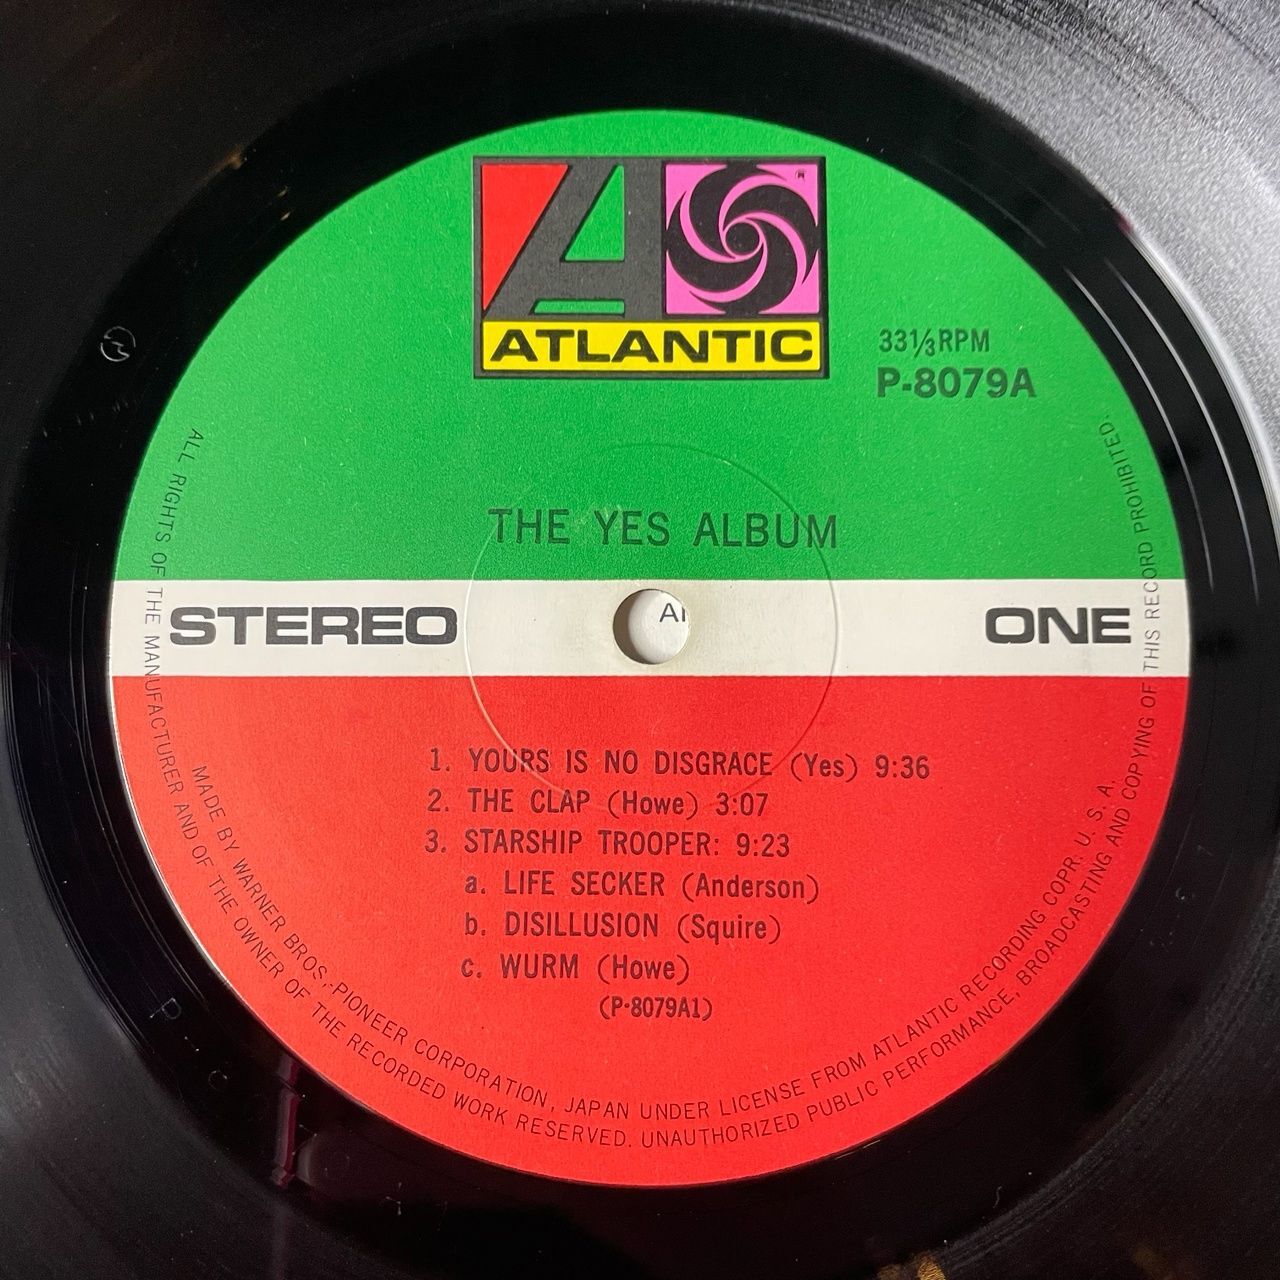 ATLANTIC
®
33⅓RPM
P-8079A
THE YES ALBUM
STEREO
ONE
1. YOURS IS NO DISGRACE (Yes) 9:36
2. THE CLAP (Howe) 3:07
3. STARSHIP TROOPER: 9:23
a. LIFE SECKER (Anderson)
b. DISILLUSION (Squire)
c. WURM (Howe)
(P-8079A1)
MADE BY WARNER BROS.-PIONEER CORPORATION, JAPAN UNDER LICENSE FROM ATLANTIC RECORDING COPR. U. S. A.
ALL RIGHTS OF THE MANUFACTURER AND OF THE OWNER OF THE RECORDED WORK RESERVED. UNAUTHORIZED PUBLIC PERFORMANCE, BROADCASTING AND COPYING OF THIS RECORD PROHIBITED.